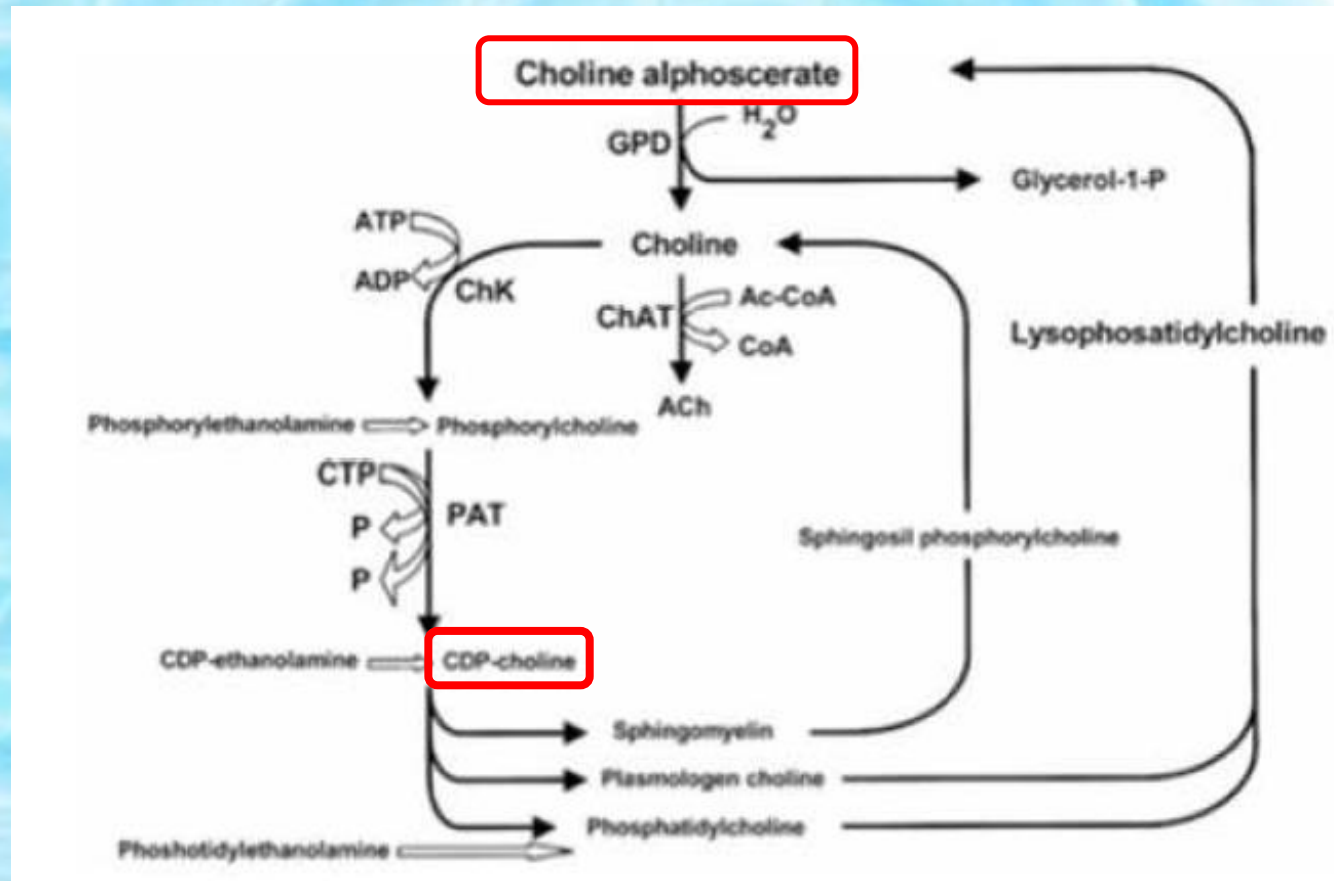 Choline alphoscerate
H2O
GPD
Glycerol-1-P
ATP
Choline
ADP
ChK
Ac-CoA
ChAT
CoA
Lysophosatidylcholine
ACh
Phosphorylethanolamine
Phosphorylcholine
CTP
PAT
P
Sphingosil phosphorylcholine
P
CDP-ethanolamine
CDP-choline
Sphingomyelin
Plasmologen choline
Phosphatidylcholine
Phoshotidylethanolamine